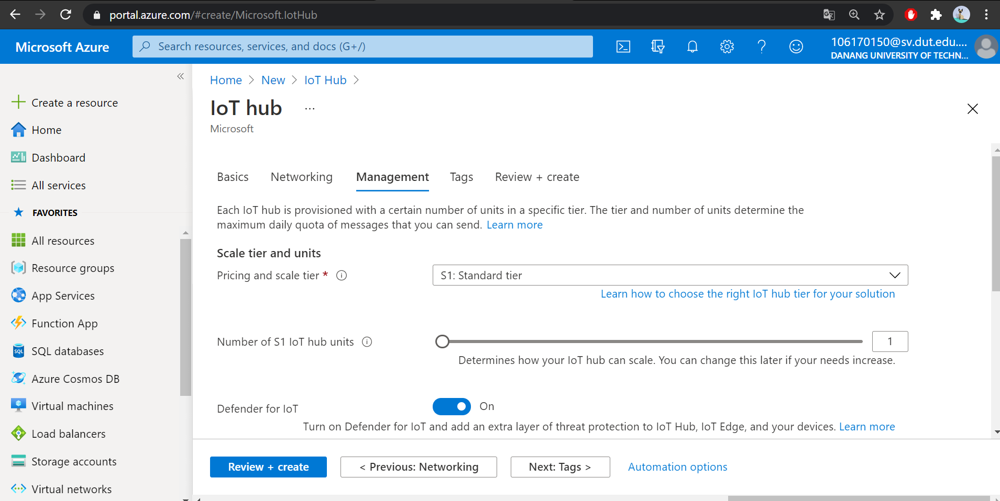 portal.azure.com/#create/Microsoft.IotHub
Microsoft Azure
Search resources, services, and docs (G+/)
106170150@sv.dut.edu....
DANANG UNIVERSITY OF TECHN...
Create a resource
Home
Dashboard
All services
FAVORITES
All resources
Resource groups
App Services
Function App
SQL
SQL databases
Azure Cosmos DB
Virtual machines
Load balancers
Storage accounts
Virtual networks
Home > New > IoT Hub >
IoT hub ...
Microsoft
Basics Networking Management Tags Review + create
Each IoT hub is provisioned with a certain number of units in a specific tier. The tier and number of units determine the
maximum daily quota of messages that you can send. Learn more
Scale tier and units
Pricing and scale tier * S1: Standard tier
Learn how to choose the right IoT hub tier for your solution
Number of S1 IoT hub units 1
Determines how your IoT hub can scale. You can change this later if your needs increase.
Defender for IoT On
Turn on Defender for IoT and add an extra layer of threat protection to IoT Hub, IoT Edge, and your devices. Learn more
Review + create < Previous: Networking Next: Tags > Automation options